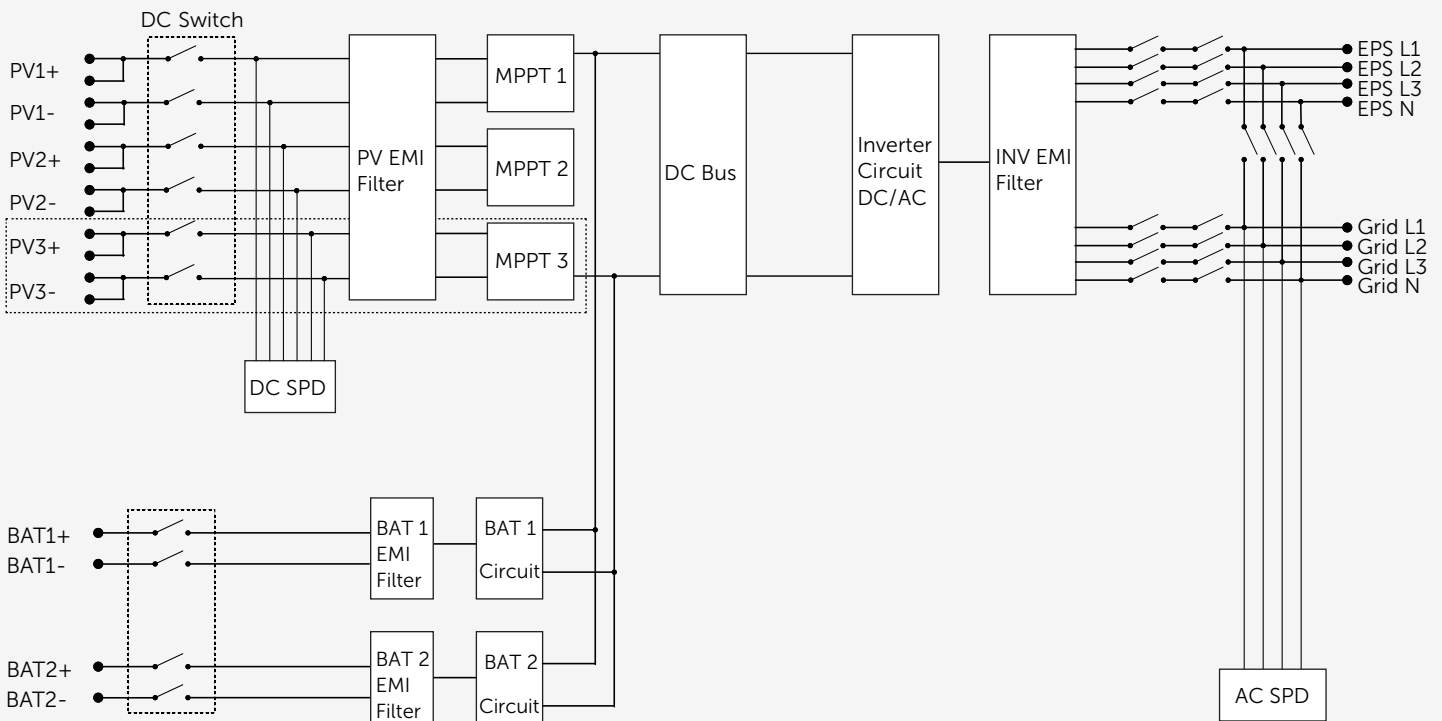 DC Switch
PV1+
PV1-
PV2+
PV2-
PV3+
PV3-
PV EMI
Filter
MPPT 1
MPPT 2
MPPT 3
DC Bus
Inverter
Circuit
DC/AC
INV EMI
Filter
EPS L1
EPS L2
EPS L3
EPS N
Grid L1
Grid L2
Grid L3
Grid N
DC SPD
BAT1+
BAT1-
BAT 1
EMI
Filter
BAT 1
Circuit
BAT2+
BAT2-
BAT 2
EMI
Filter
BAT 2
Circuit
AC SPD